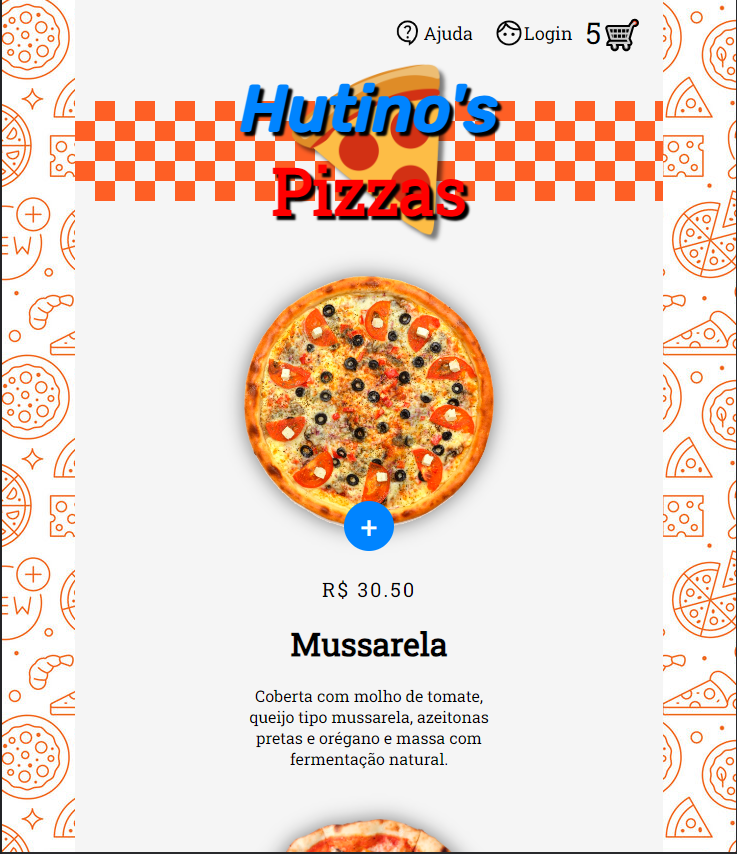 Ajuda
Login
5
Hutino's
Pizzas
+
R$ 30.50
Mussarela
Coberta com molho de tomate,
queijo tipo mussarela, azeitonas
pretas e orégano e massa com
fermentação natural.